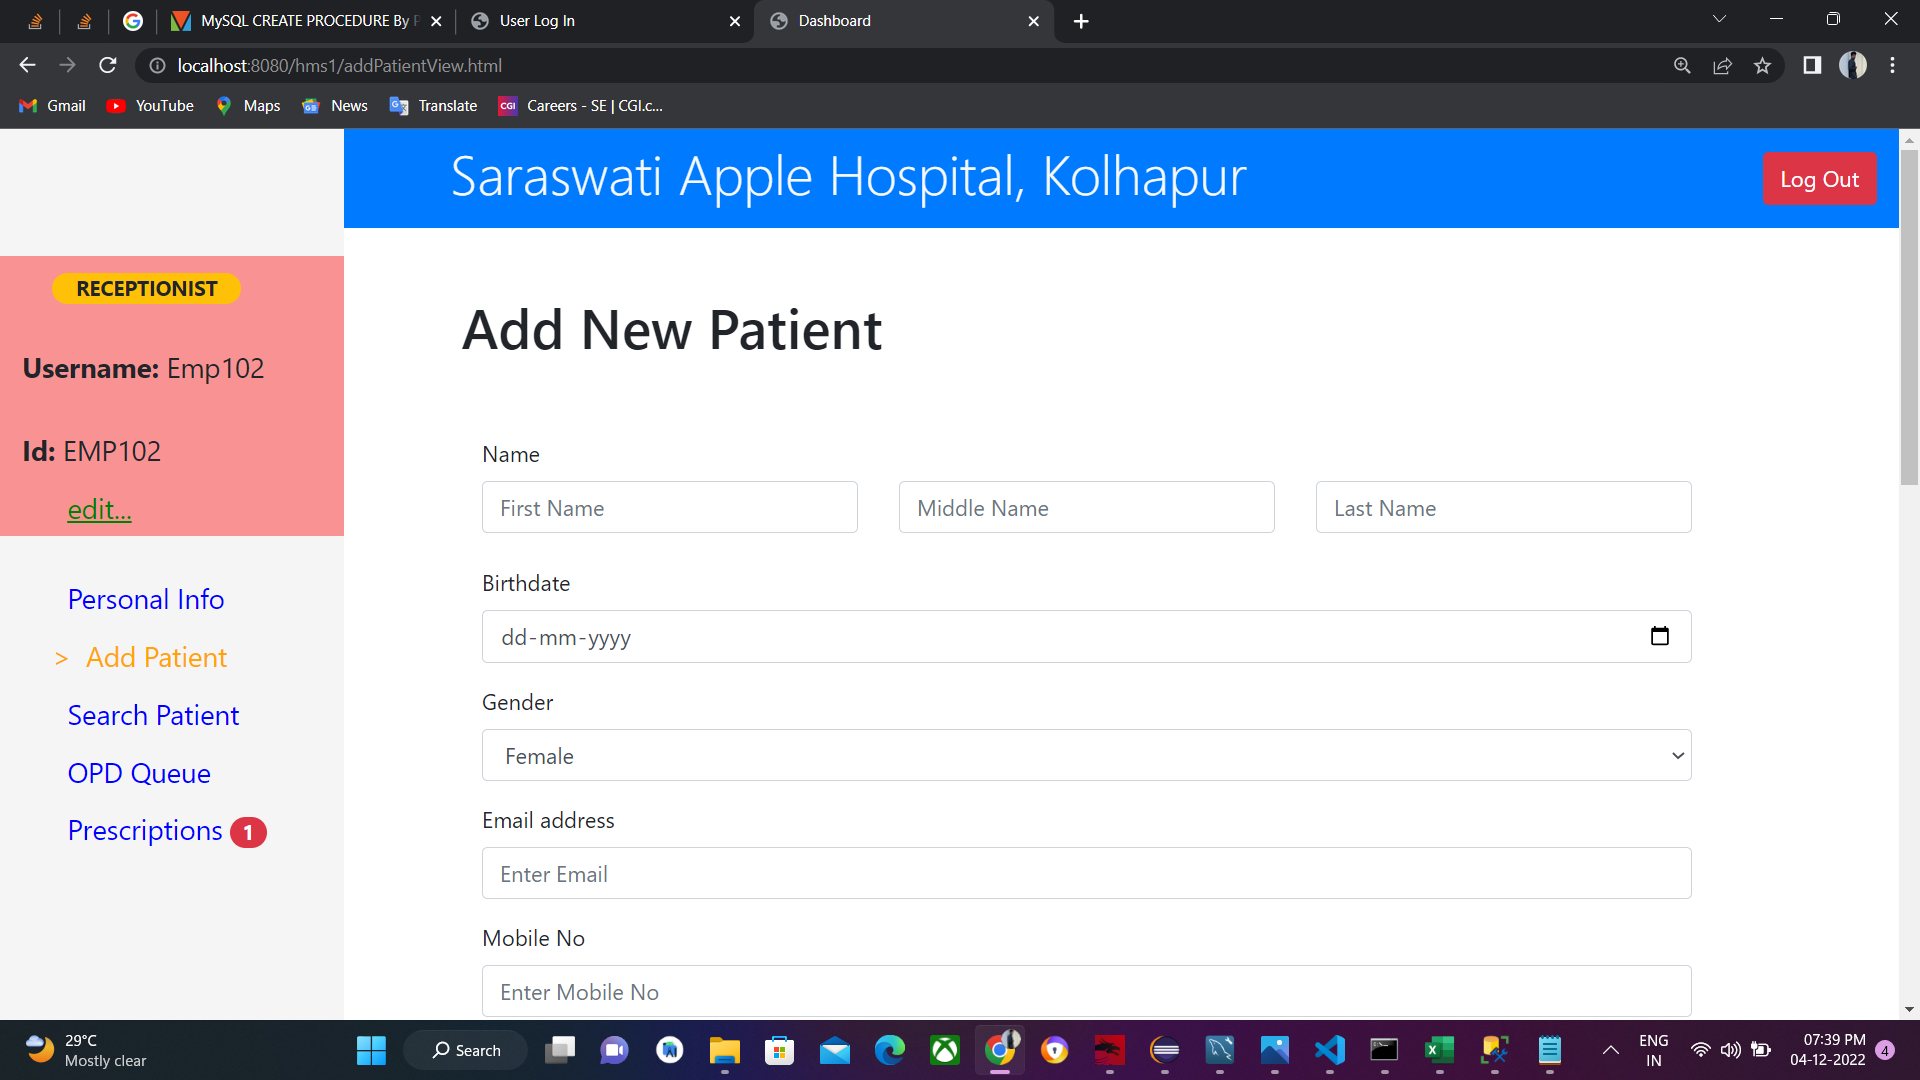 MySQL CREATE PROCEDURE By
User Log In
Dashboard
localhost:8080/hms1/addPatientView.html
Gmail
YouTube
Maps
News
Translate
CGI
Careers - SE | CGI.c...
Saraswati Apple Hospital, Kolhapur
Log Out
RECEPTIONIST
Username: Emp102
Id: EMP102
edit...
Personal Info
> Add Patient
Search Patient
OPD Queue
Prescriptions 1
Add New Patient
Name
First Name
Middle Name
Last Name
Birthdate
dd-mm-yyyy
Gender
Female
Email address
Enter Email
Mobile No
Enter Mobile No
29°C
Mostly clear
Search
ENG
IN
07:39 PM
04-12-2022
4